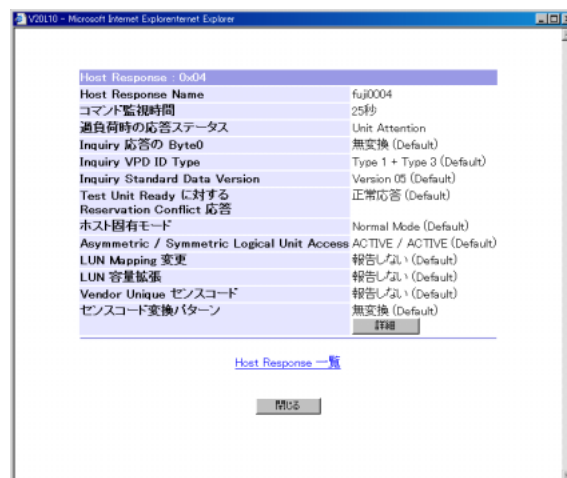 V20L10 - Microsoft Internet Explorenternet Explorer
Host Response : 0x04
Host Response Name fuji0004
コマンド監視時間 25秒
過負荷時の応答ステータス Unit Attention
Inquiry 応答の Byte0 無変換 (Default)
Inquiry VPD ID Type Type 1 + Type 3 (Default)
Inquiry Standard Data Version Version 05 (Default)
Test Unit Ready に対する 正常応答 (Default)
Reservation Conflict 応答
ホスト固有モード Normal Mode (Default)
Asymmetric / Symmetric Logical Unit Access ACTIVE / ACTIVE (Default)
LUN Mapping 変更 報告しない (Default)
LUN 容量拡張 報告しない (Default)
Vendor Unique センスコード 報告しない (Default)
センスコード変換パターン 無変換 (Default)
詳細
Host Response 一覧
閉じる